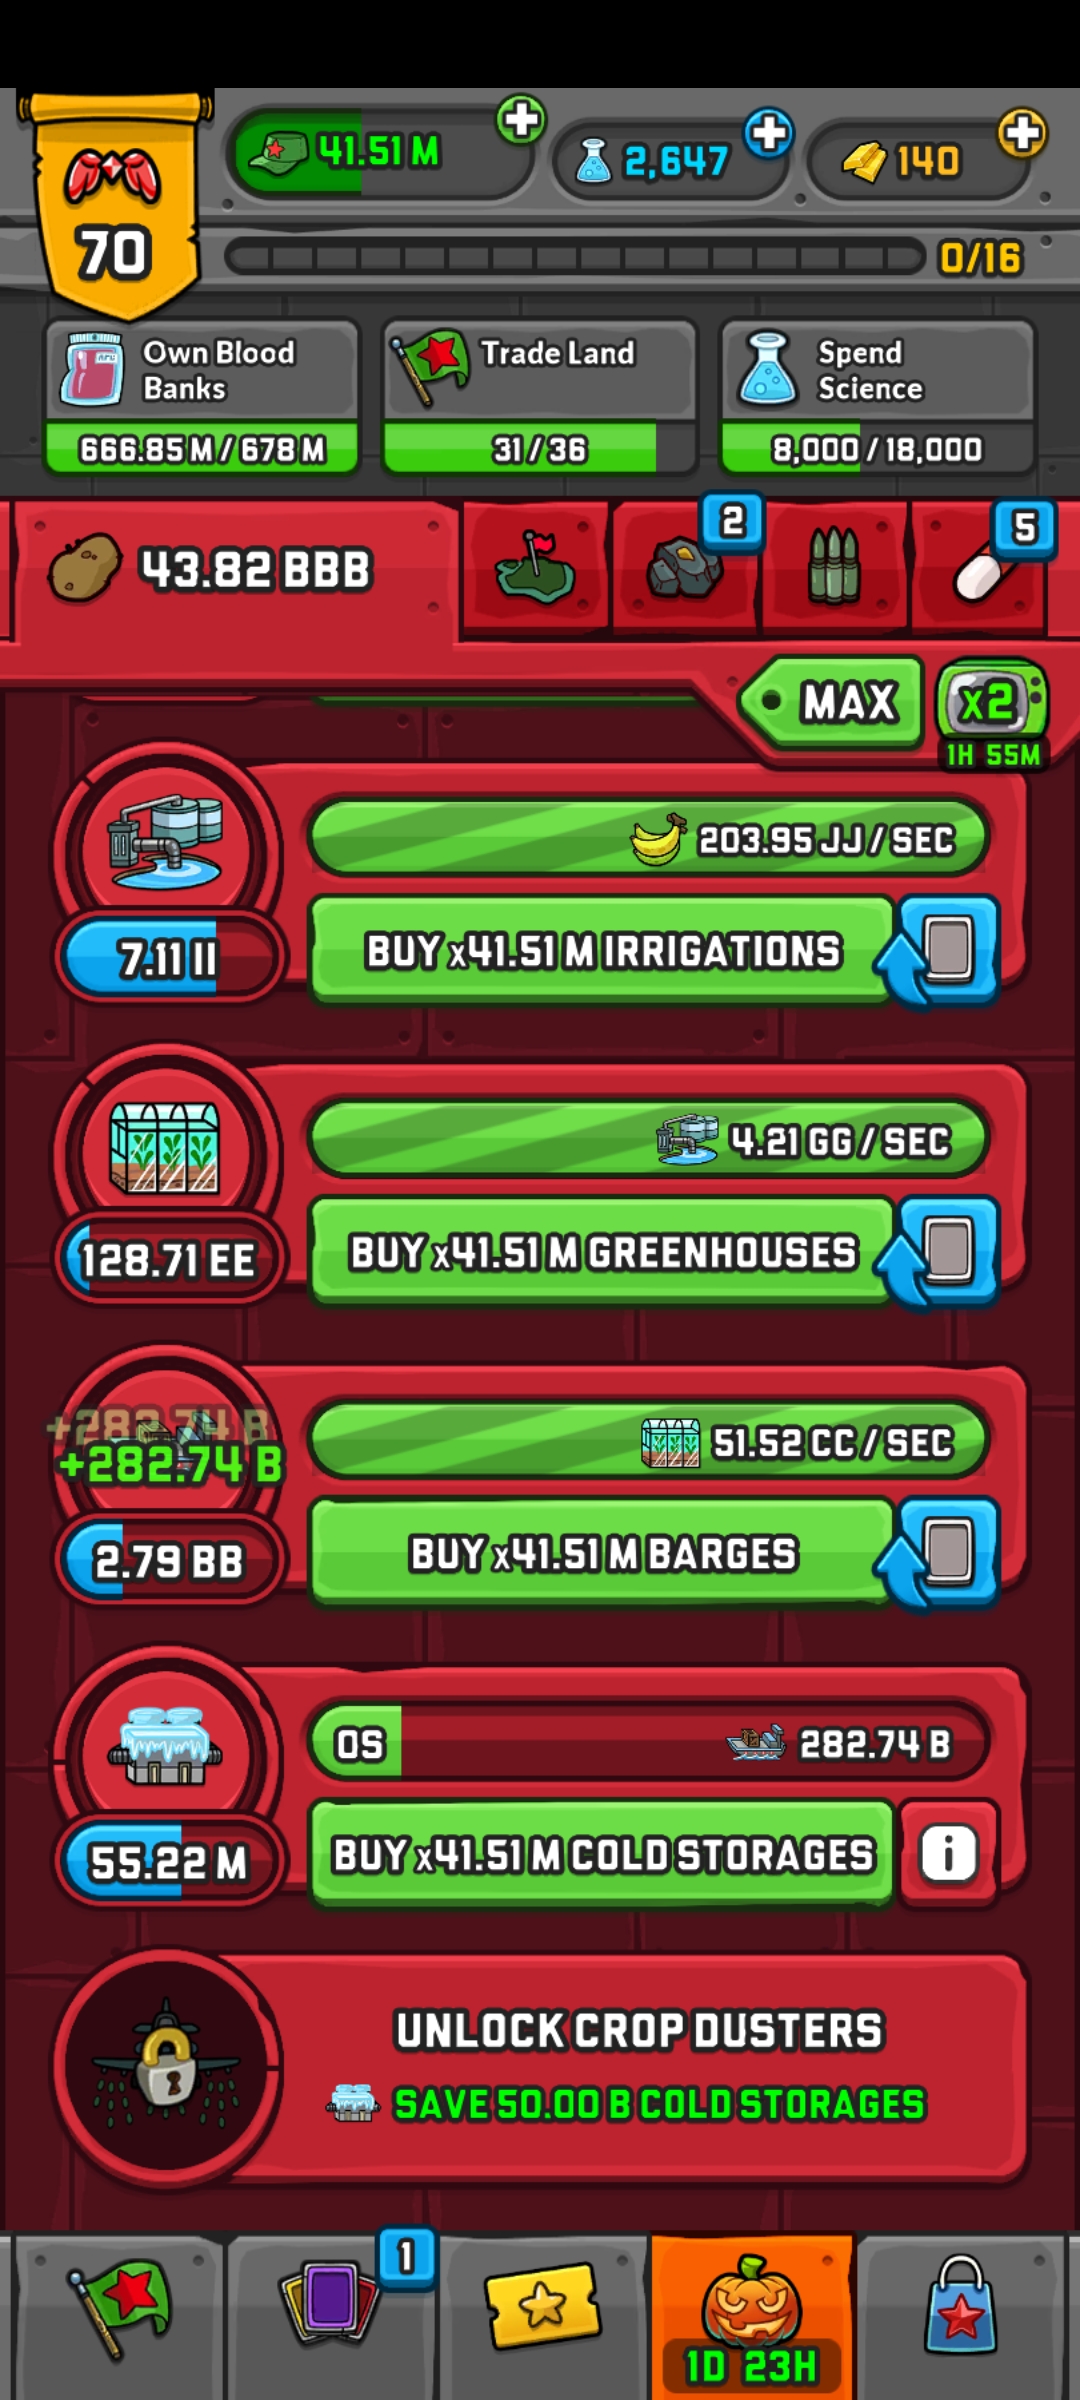 41.51 M
2,647
140
70
0/16
Own Blood
Banks
666.85 M / 678 M
Trade Land
31 / 36
Spend
Science
8,000 / 18,000
43.82 BBB
2
5
MAX
x2
1H 55M
203.95 JJ / SEC
7.11 II
BUY x41.51 M IRRIGATIONS
4.21 GG / SEC
128.71 EE
BUY x41.51 M GREENHOUSES
+282.74 B
+282.74 B
51.52 CC / SEC
2.79 BB
BUY x41.51 M BARGES
0S
282.74 B
55.22 M
BUY x41.51 M COLD STORAGES
i
UNLOCK CROP DUSTERS
SAVE 50.00 B COLD STORAGES
1
1D 23H